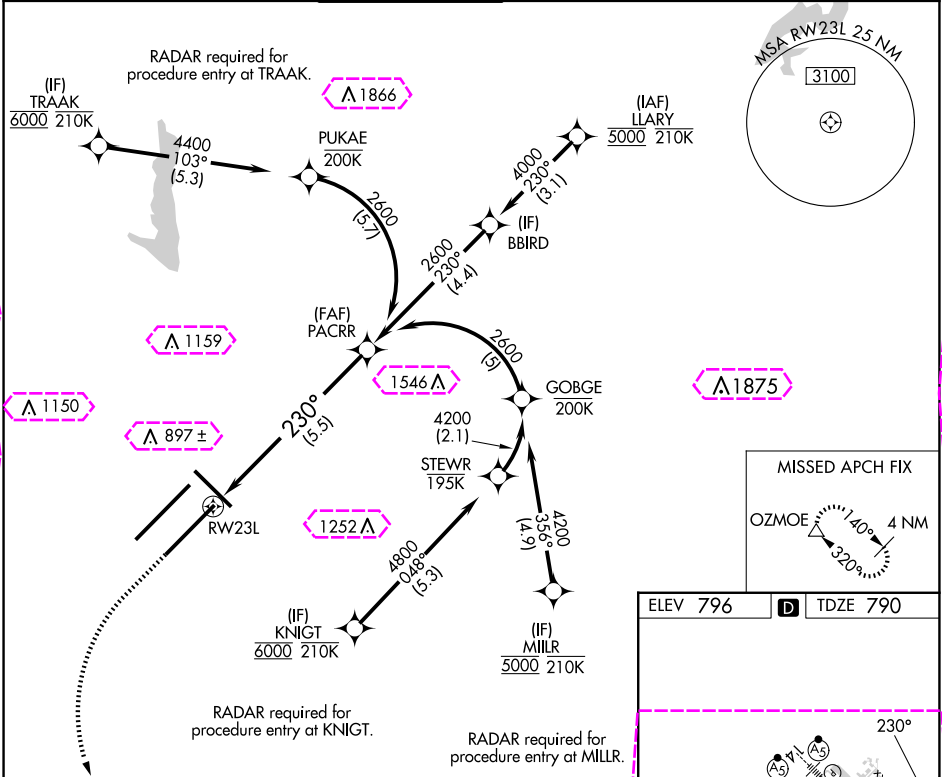 RADAR required for
procedure entry at TRAAK.
MSA RW23L 25 NM
3100
(IF)
TRAAK
6000 210K
1866
(IAF)
LLARY
5000 210K
PUKAE
200K
4400
103°
(5.3)
4000
230°
(3.1)
2600
(5.7)
(IF)
BBIRD
2600
230°
(4.4)
(FAF)
PACRR
1159
2600
(5)
1546
GOBGE
200K
1875
1150
897 ±
230°
(5.5)
4200
(2.1)
STEWR
195K
MISSED APCH FIX
OZMOE
140°
4 NM
320°
RW23L
1252
4200
356°
(4.9)
4800
048°
(5.3)
ELEV 796
D
TDZE 790
(IF)
KNIGT
6000 210K
(IF)
MIILR
5000 210K
RADAR required for
procedure entry at KNIGT.
RADAR required for
procedure entry at MILLR.
230°
A5
A5
P